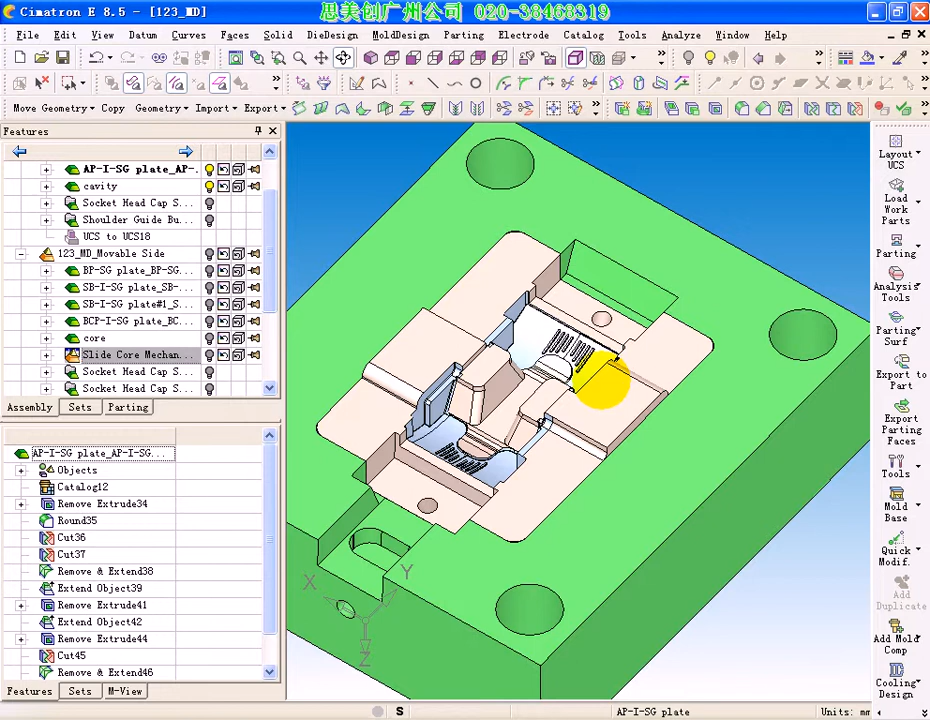 Cimatron E 8.5 - [123_MD]
思美创广州公司 020-38468319
File Edit View Datum Curves Faces Solid DieDesign MoldDesign Parting Electrode Catalog Tools Analyze Window Help
Move Geometry Copy Geometry Import Export
Features
AP-I-SG plate_AP-.
cavity
Socket Head Cap S...
Shoulder Guide Bu...
UCS to UCS18
123_MD_Movable Side
BP-SG plate_BP-SG...
SB-I-SG plate_SB-...
SB-I-SG plate#1_S...
BCP-I-SG plate_BC...
core
Slide Core Mechan...
Socket Head Cap S...
Socket Head Cap S...
Assembly Sets Parting
AP-I-SG plate_AP-I-SG...
Objects
Catalog12
Remove Extrude34
Round35
Cut36
Cut37
Remove & Extend38
Extend Object39
Remove Extrude41
Extend Object42
Remove Extrude44
Cut45
Remove & Extend46
Features Sets M-View
X
Y
Z
Layout UCS
Load Work Parts
Parting
Analysis Tools
Parting Surf
Export to Part
Export Parting Faces
Tools
Mold Base
Quick Modif.
Add Duplicate
Add Mold Comp
Cooling Design
S
AP-I-SG plate
Units: mm